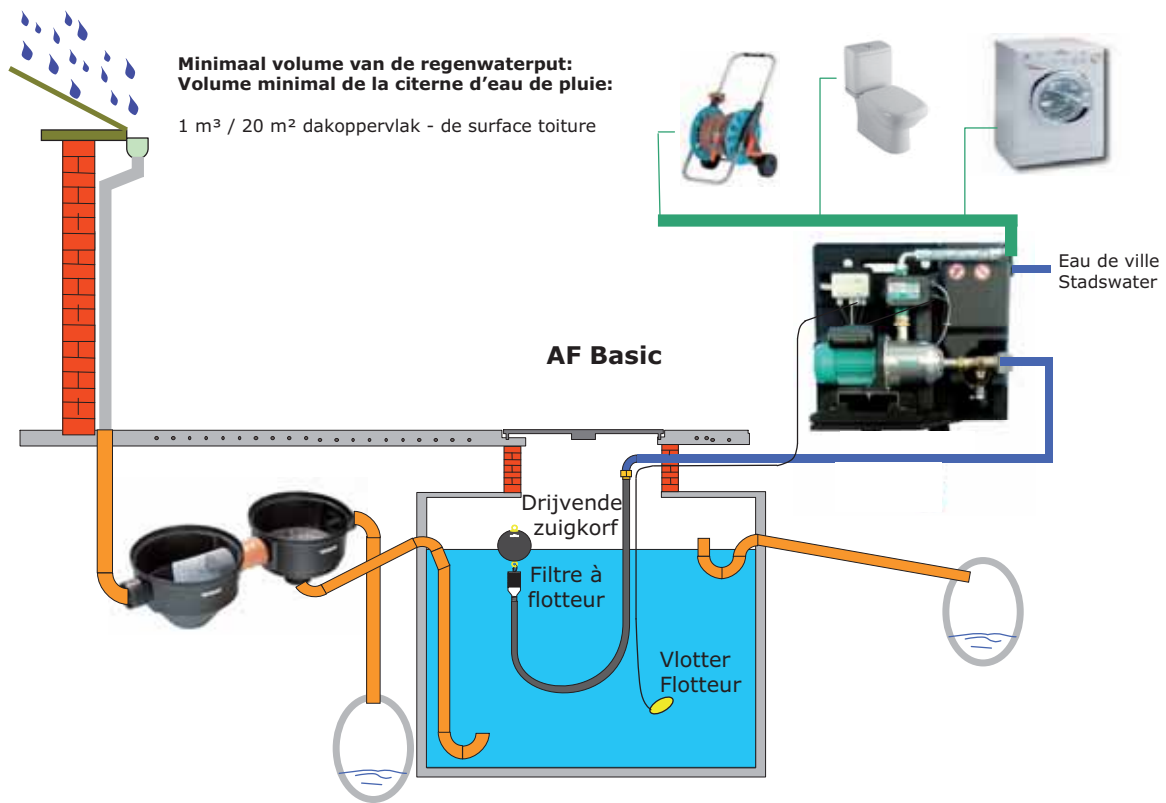 Minimaal volume van de regenwaterput:
Volume minimal de la citerne d'eau de pluie:
1 m³ / 20 m² dakoppervlak - de surface toiture
Eau de ville
Stadswater
AF Basic
Drijvende
zuigkorf
Filtre à
flotteur
Vlotter
Flotteur